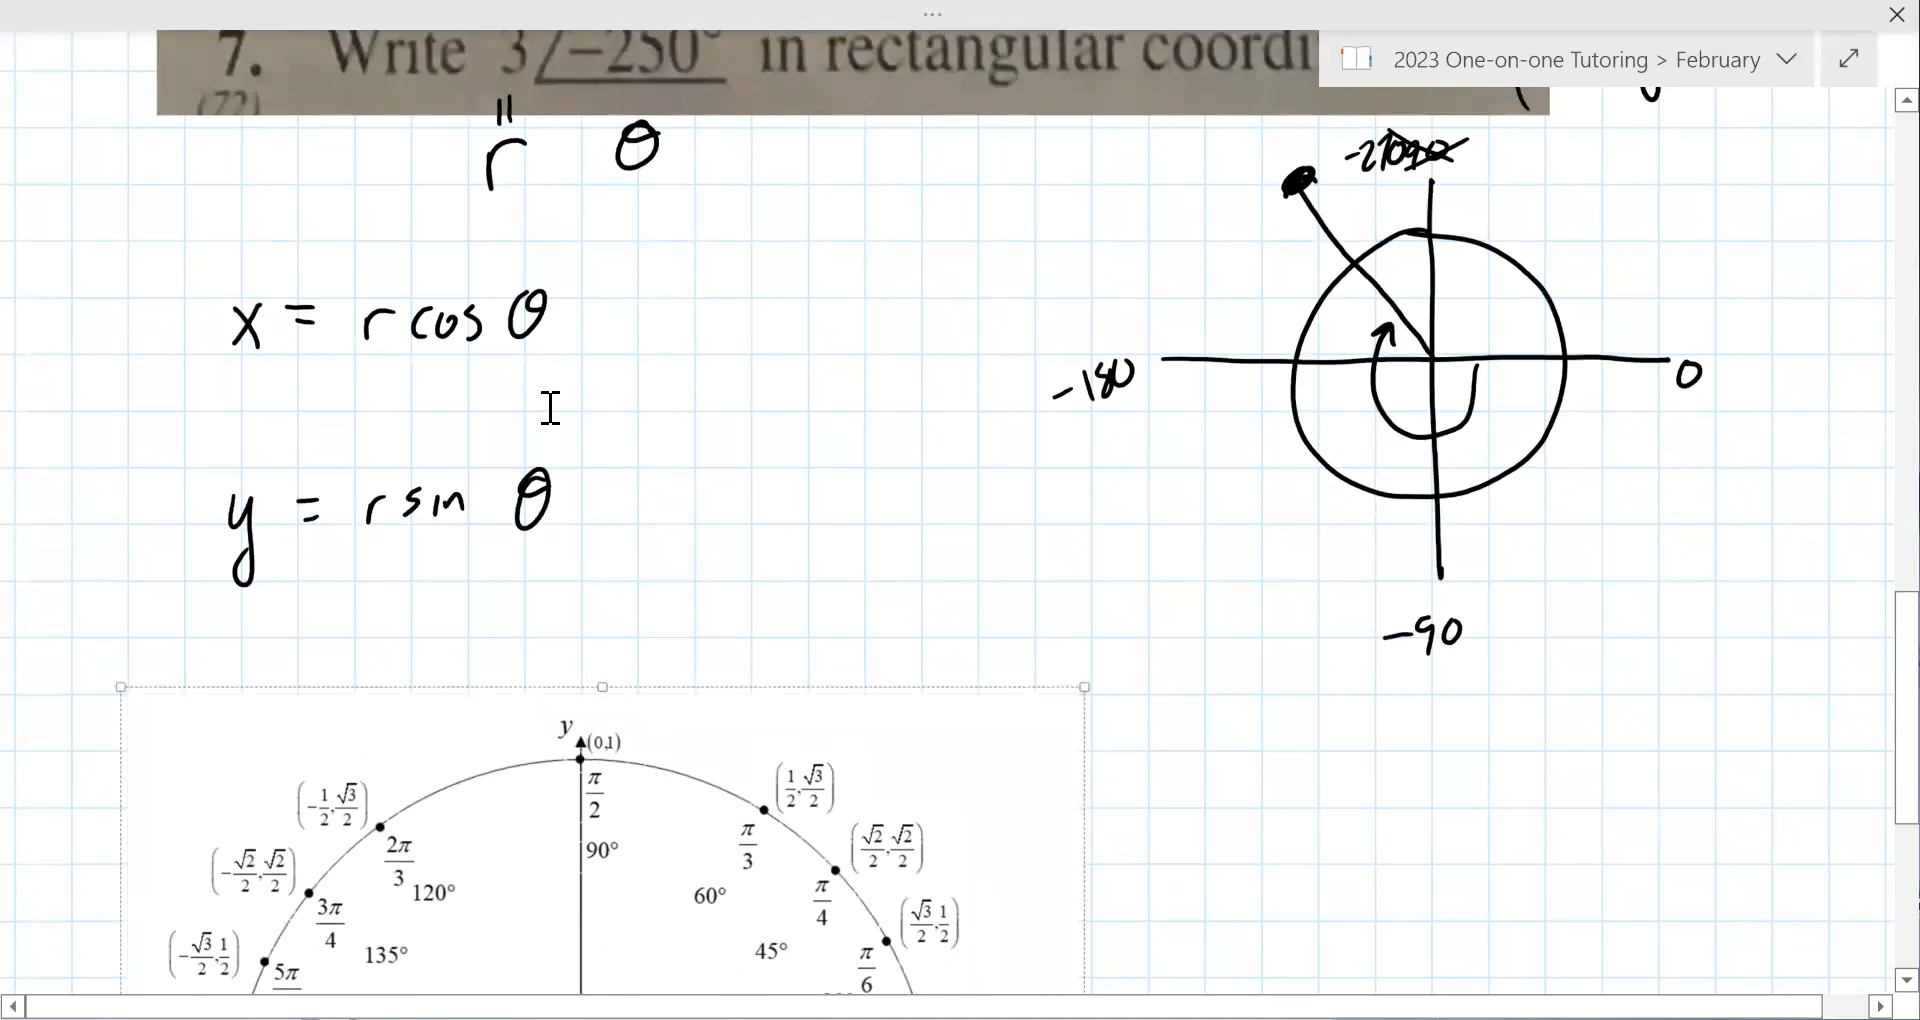 7. Write 3∠−250° in rectangular coordi
2023 One-on-one Tutoring > February
(72)
r θ
x = r cos θ
−180
0
y = r sin θ
−90
y
(0,1)
π/2
90°
(1/2, √3/2)
π/3
60°
(√2/2, √2/2)
π/4
45°
(√3/2, 1/2)
π/6
(−1/2, √3/2)
2π/3
120°
(−√2/2, √2/2)
3π/4
135°
(−√3/2, 1/2)
5π